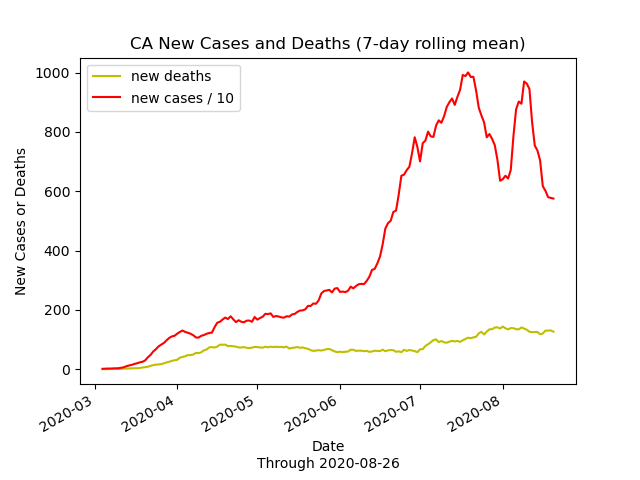 CA New Cases and Deaths (7-day rolling mean)
new deaths
new cases / 10
1000
800
600
400
200
0
New Cases or Deaths
2020-03
2020-04
2020-05
2020-06
2020-07
2020-08
Date
Through 2020-08-26